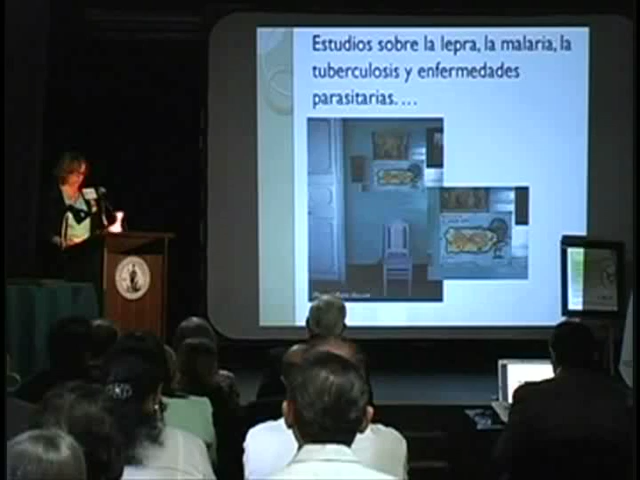 Estudios sobre la lepra, la malaria, la
tuberculosis y enfermedades
parasitarias....